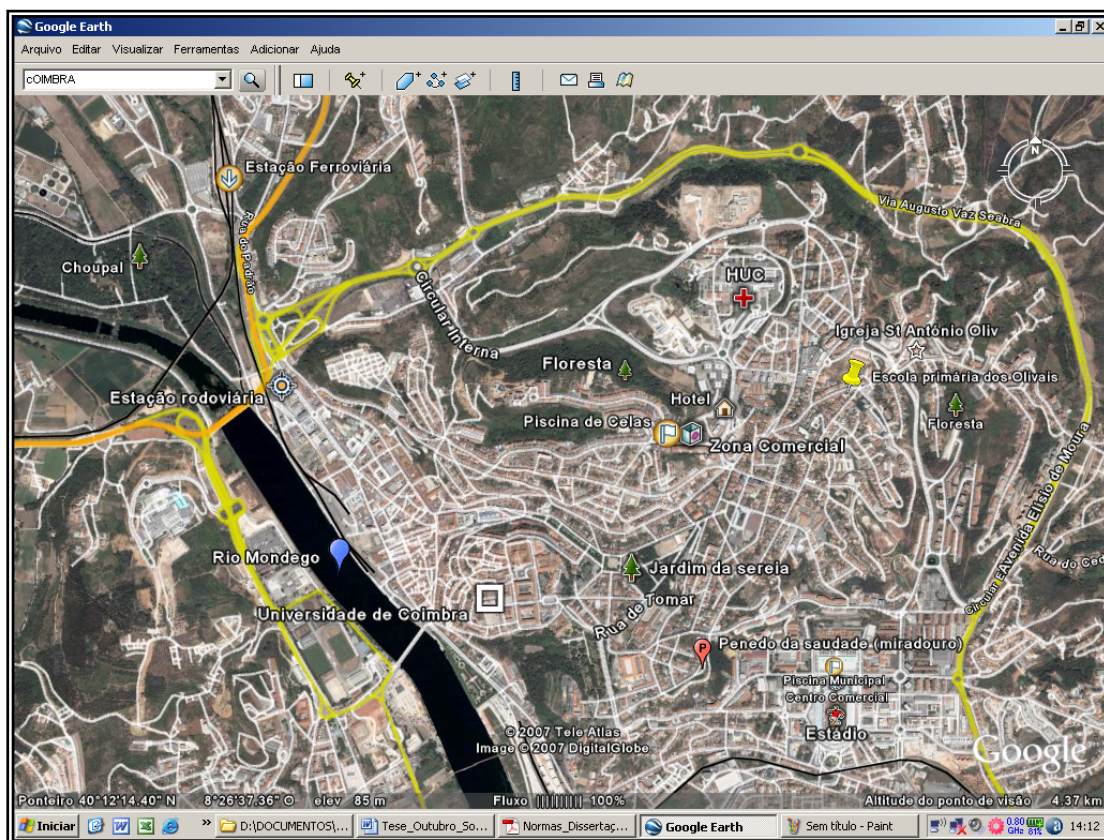 Google Earth
Arquivo Editar Visualizar Ferramentas Adicionar Ajuda
cOIMBRA
N
Estação Ferroviária
Rua do Padrão
Via Augusto Vaz Seabra
Choupal
HUC
Circular Interna
Igreja St António Oliv
Floresta
Escola primária dos Olivais
Estação rodoviária
Hotel
Floresta
Piscina de Celas
Zona Comercial
Circular E
Avenida Elísio de Moura
Rio Mondego
Rua do Ced
Jardim da sereia
Universidade de Coimbra
Rua de Tomar
P
Penedo da saudade (miradouro)
Piscina Municipal
Centro Comercial
Estádio
© 2007 Tele Atlas
Image © 2007 DigitalGlobe
Google
Ponteiro 40°12'14.40" N 8°26'37.36" O elev 85 m Fluxo 100% Altitude do ponto de visão 4.37 km
Iniciar » D:\DOCUMENTOS\... Tese_Outubro_So... Normas_Dissertaç... Google Earth Sem título - Paint « 0.80 GHz 81% 14:12